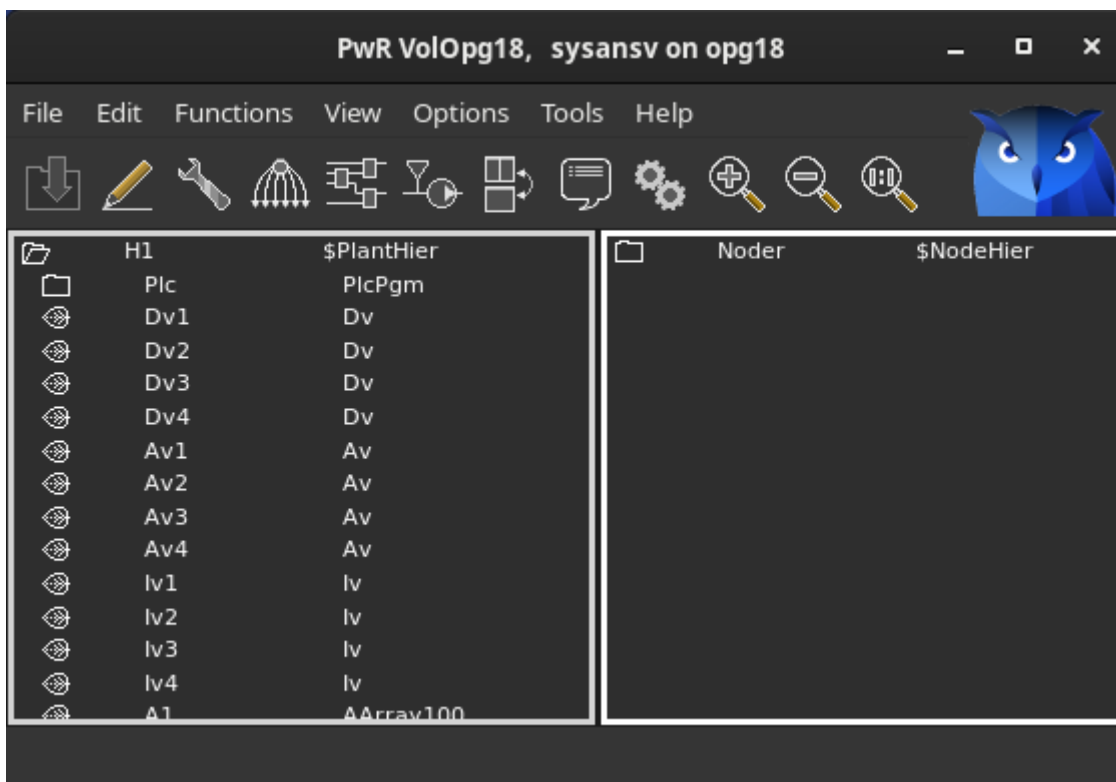 PwR VolOpg18, sysansv on opg18
File Edit Functions View Options Tools Help
1:1
H1 $PlantHier
Plc PlcPgm
Dv1 Dv
Dv2 Dv
Dv3 Dv
Dv4 Dv
Av1 Av
Av2 Av
Av3 Av
Av4 Av
Iv1 Iv
Iv2 Iv
Iv3 Iv
Iv4 Iv
A1 AArray100
Noder $NodeHier